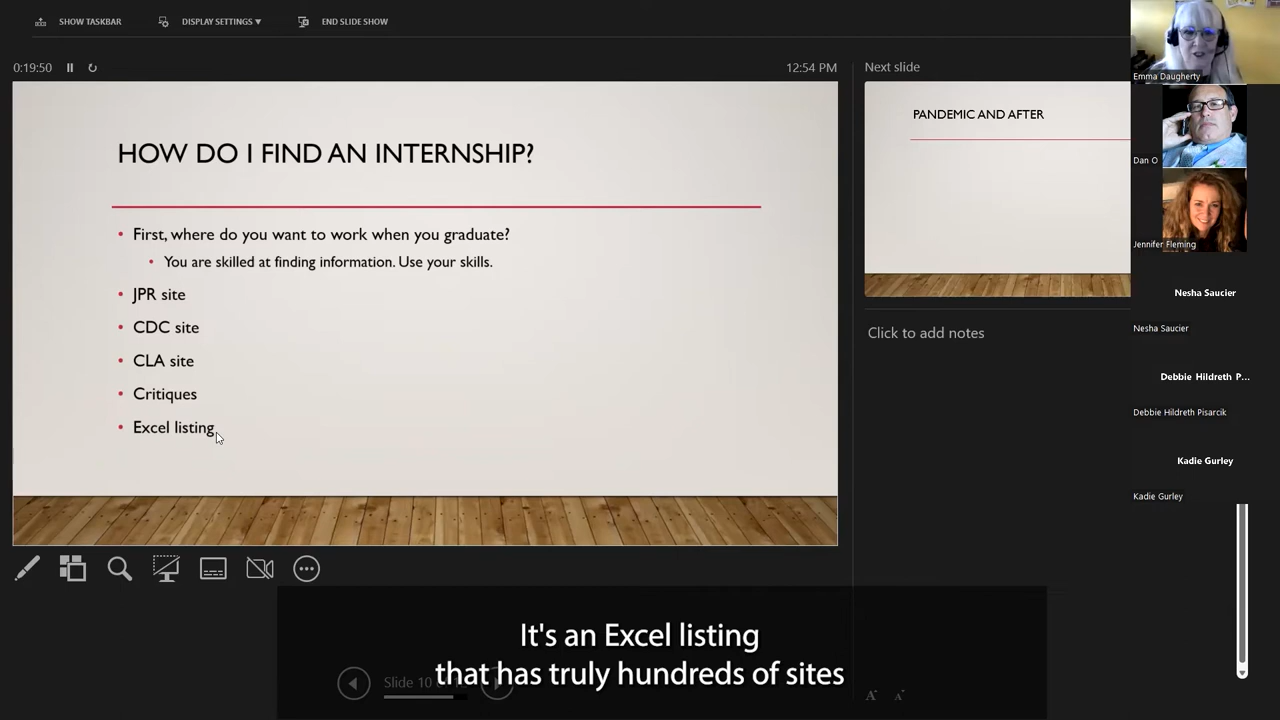 SHOW TASKBAR
DISPLAY SETTINGS ▼
END SLIDE SHOW
0:19:50
12:54 PM
HOW DO I FIND AN INTERNSHIP?
• First, where do you want to work when you graduate?
• You are skilled at finding information. Use your skills.
• JPR site
• CDC site
• CLA site
• Critiques
• Excel listing
Next slide
PANDEMIC AND AFTER
Click to add notes
Emma Daugherty
Dan O
Jennifer Fleming
Nesha Saucier
Nesha Saucier
Debbie Hildreth P...
Debbie Hildreth Pisarcik
Kadie Gurley
Kadie Gurley
It's an Excel listing
that has truly hundreds of sites
Slide 10 of
A A